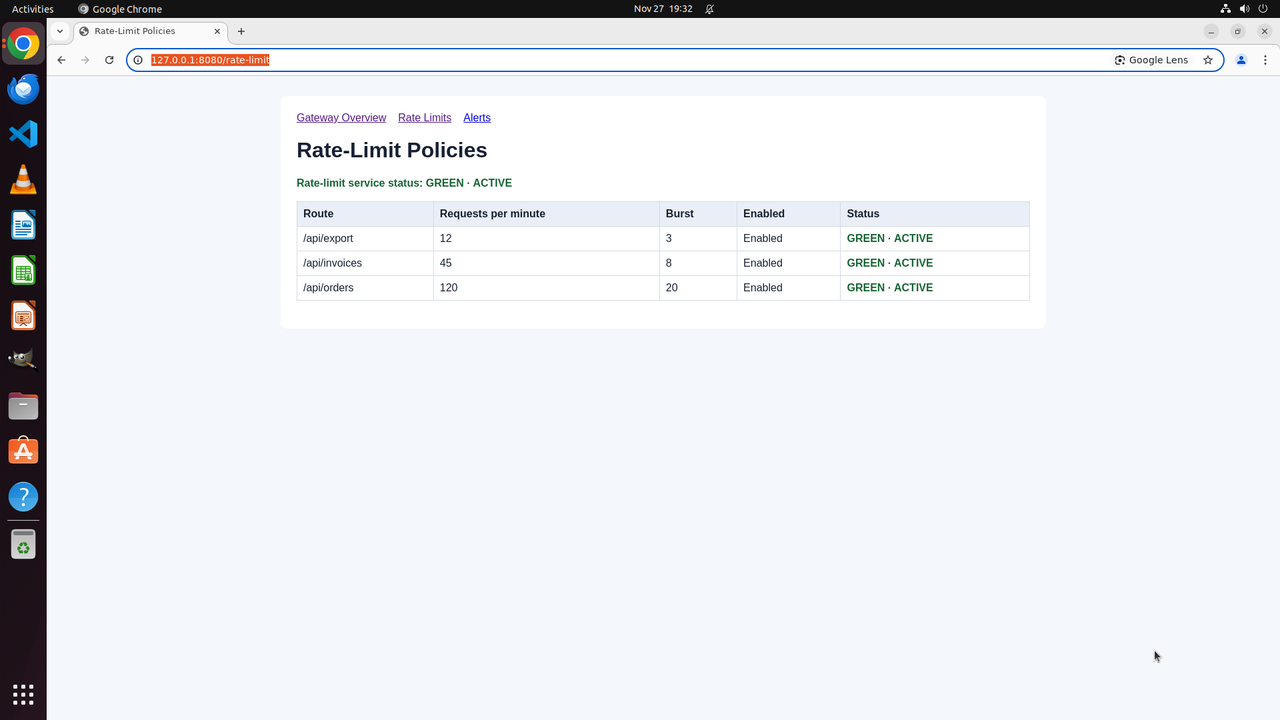 Activities Google Chrome Nov 27 19:32
Rate-Limit Policies
127.0.0.1:8080/rate-limit Google Lens
Gateway Overview Rate Limits Alerts
Rate-Limit Policies
Rate-limit service status: GREEN · ACTIVE
Route Requests per minute Burst Enabled Status
/api/export 12 3 Enabled GREEN · ACTIVE
/api/invoices 45 8 Enabled GREEN · ACTIVE
/api/orders 120 20 Enabled GREEN · ACTIVE